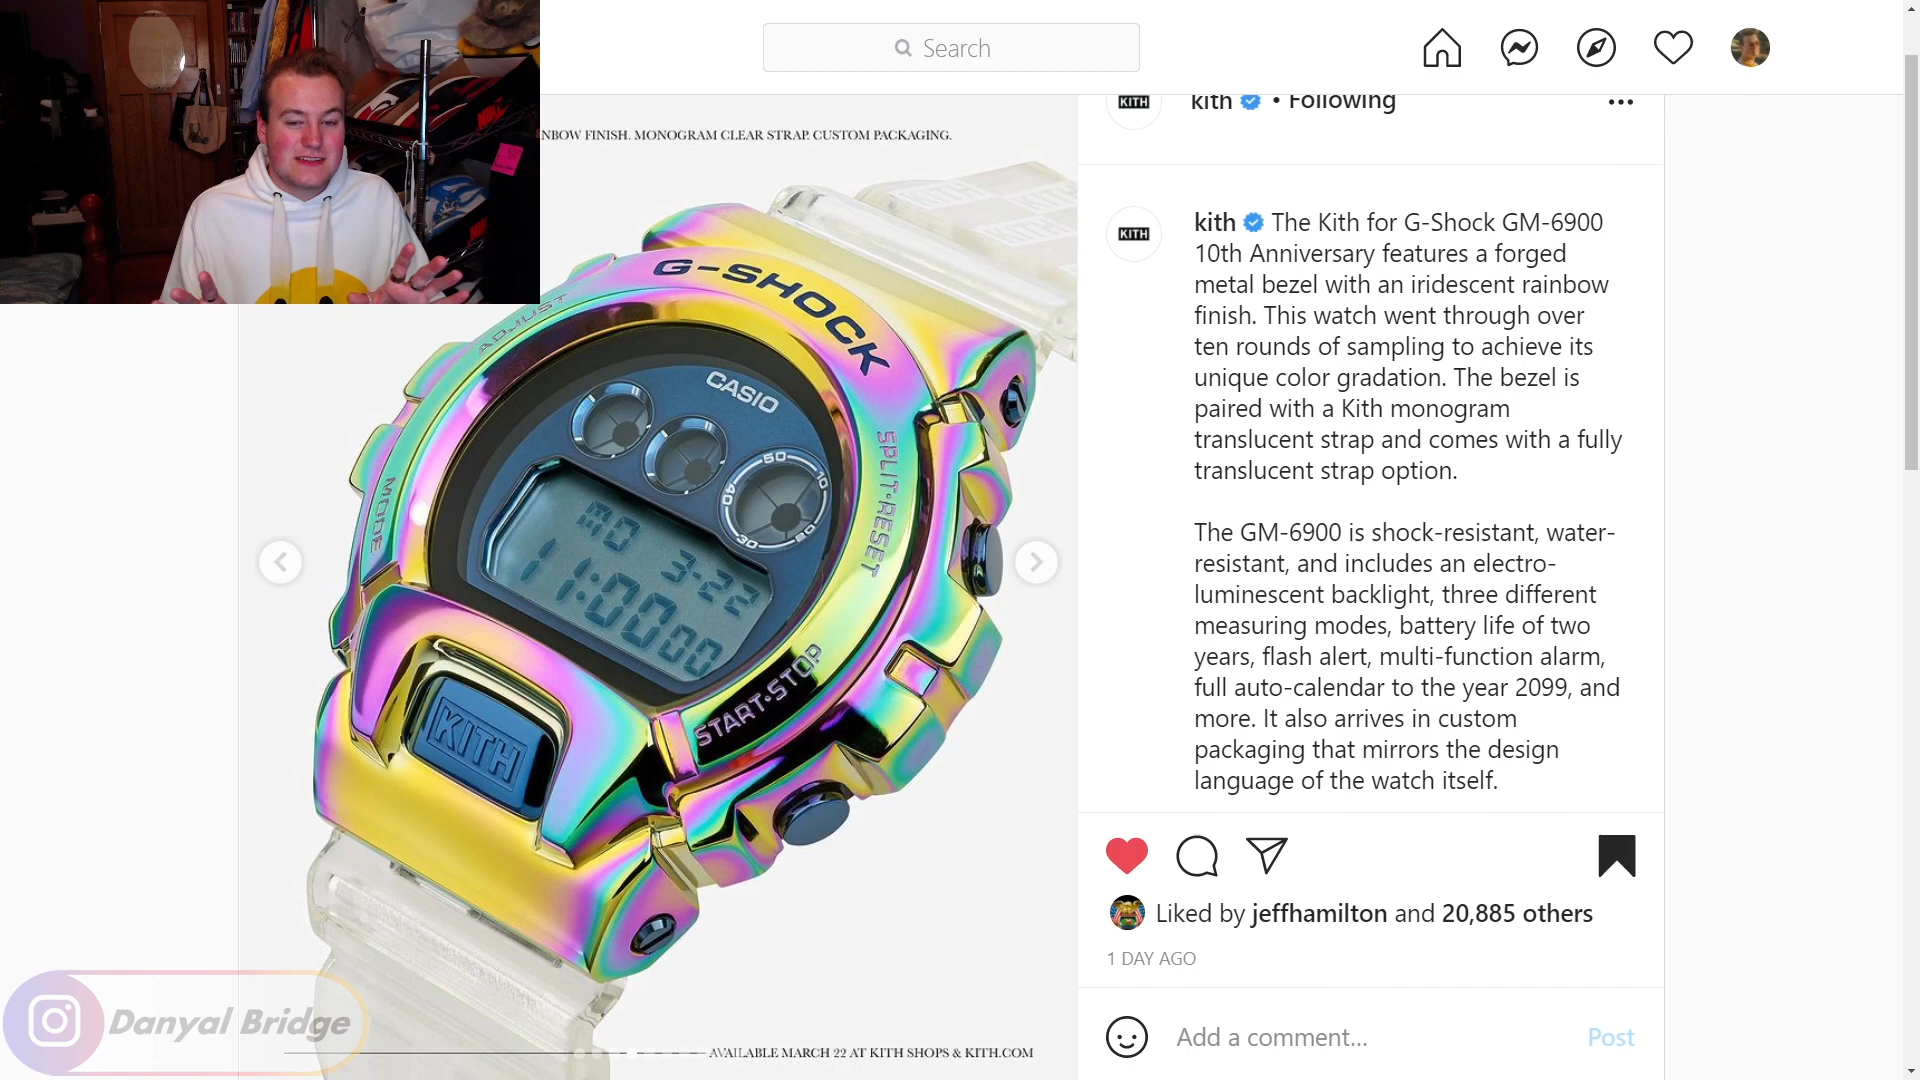 Search
KITH
kith • Following
NBOW FINISH. MONOGRAM CLEAR STRAP. CUSTOM PACKAGING.
KITH
kith The Kith for G-Shock GM-6900
10th Anniversary features a forged
metal bezel with an iridescent rainbow
finish. This watch went through over
ten rounds of sampling to achieve its
unique color gradation. The bezel is
paired with a Kith monogram
translucent strap and comes with a fully
translucent strap option.
The GM-6900 is shock-resistant, water-
resistant, and includes an electro-
luminescent backlight, three different
measuring modes, battery life of two
years, flash alert, multi-function alarm,
full auto-calendar to the year 2099, and
more. It also arrives in custom
packaging that mirrors the design
language of the watch itself.
G-SHOCK
ADJUST
CASIO
MODE
SPLIT·RESET
50
10
40
20
30
MO
3-22
11:00 00
START·STOP
KITH
Liked by jeffhamilton and 20,885 others
1 DAY AGO
Add a comment...
Post
Danyal Bridge
AVAILABLE MARCH 22 AT KITH SHOPS & KITH.COM